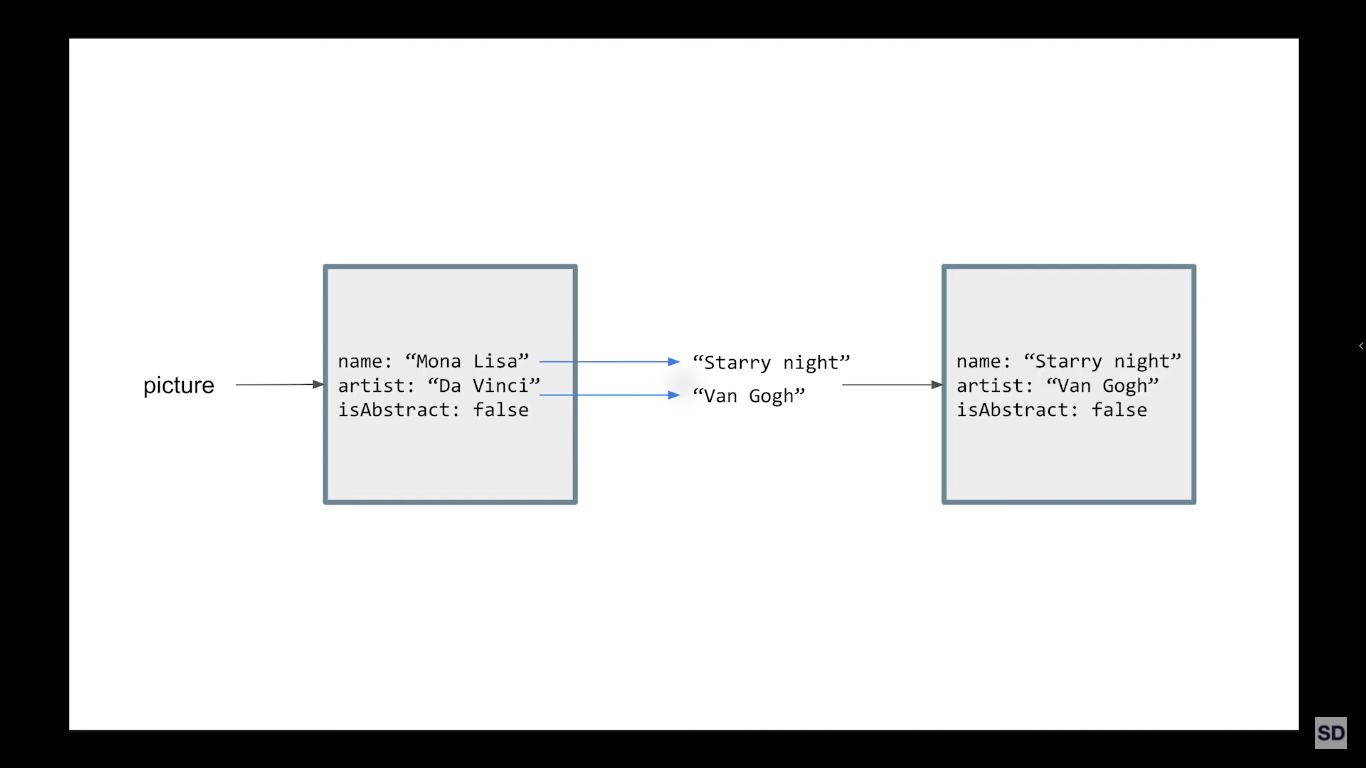 picture
name: “Mona Lisa”
artist: “Da Vinci”
isAbstract: false
“Starry night”
“Van Gogh”
name: “Starry night”
artist: “Van Gogh”
isAbstract: false
SD